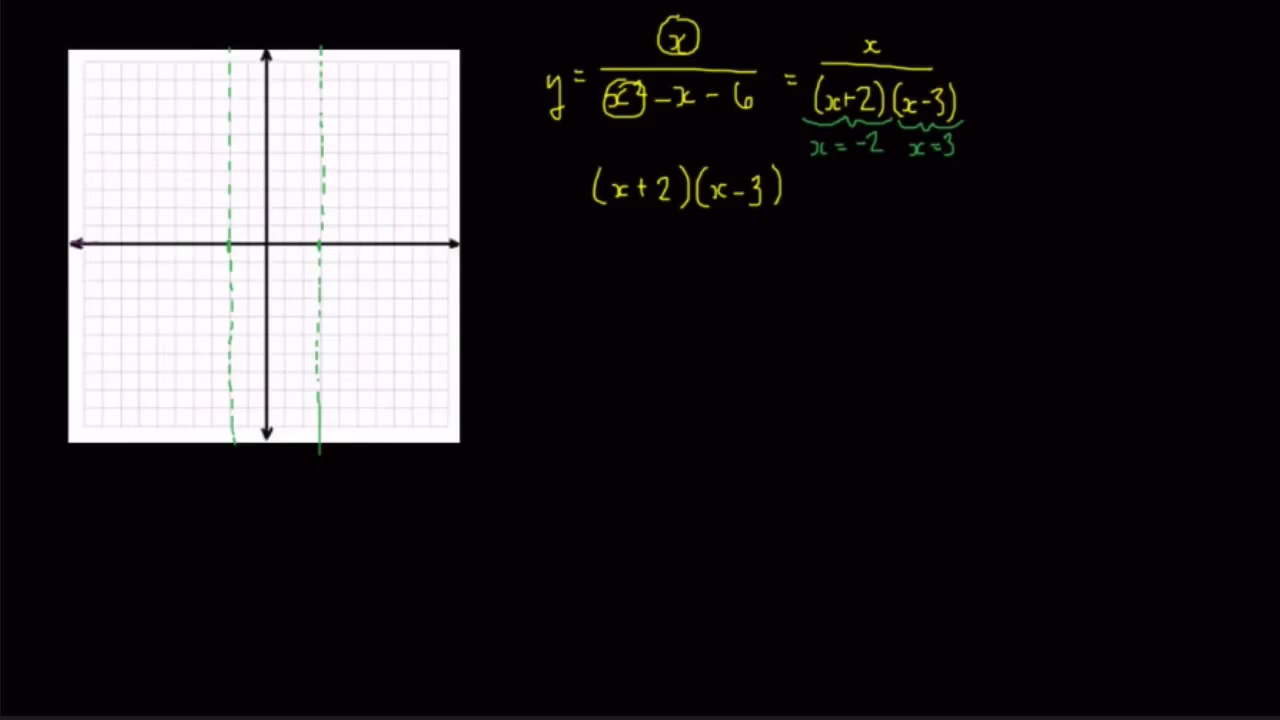 y = x / (x² - x - 6) = x / ((x+2)(x-3))
x = -2 x = 3
(x + 2)(x - 3)